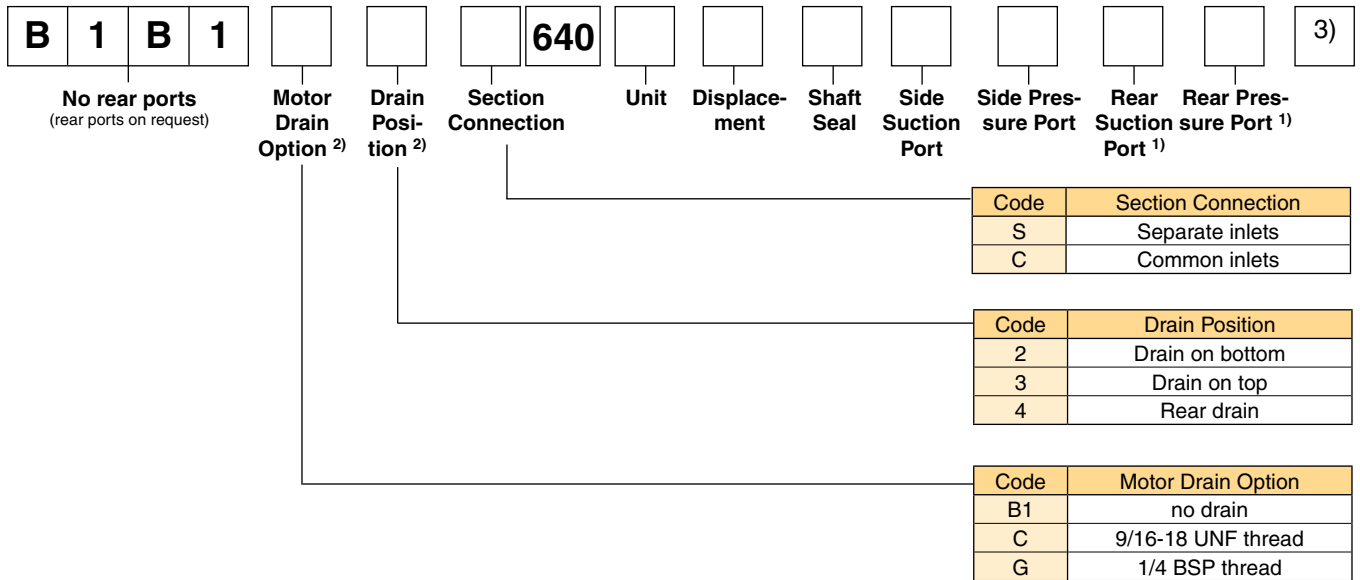 B 1 B 1 640 3)
No rear ports
(rear ports on request)
Motor
Drain
Option 2)
Drain
Posi-
tion 2)
Section
Connection
Unit
Displace-
ment
Shaft
Seal
Side
Suction
Port
Side Pres-
sure Port
Rear
Suction
Port 1)
Rear Pres-
sure Port 1)
Code Section Connection
S Separate inlets
C Common inlets
Code Drain Position
2 Drain on bottom
3 Drain on top
4 Rear drain
Code Motor Drain Option
B1 no drain
C 9/16-18 UNF thread
G 1/4 BSP thread